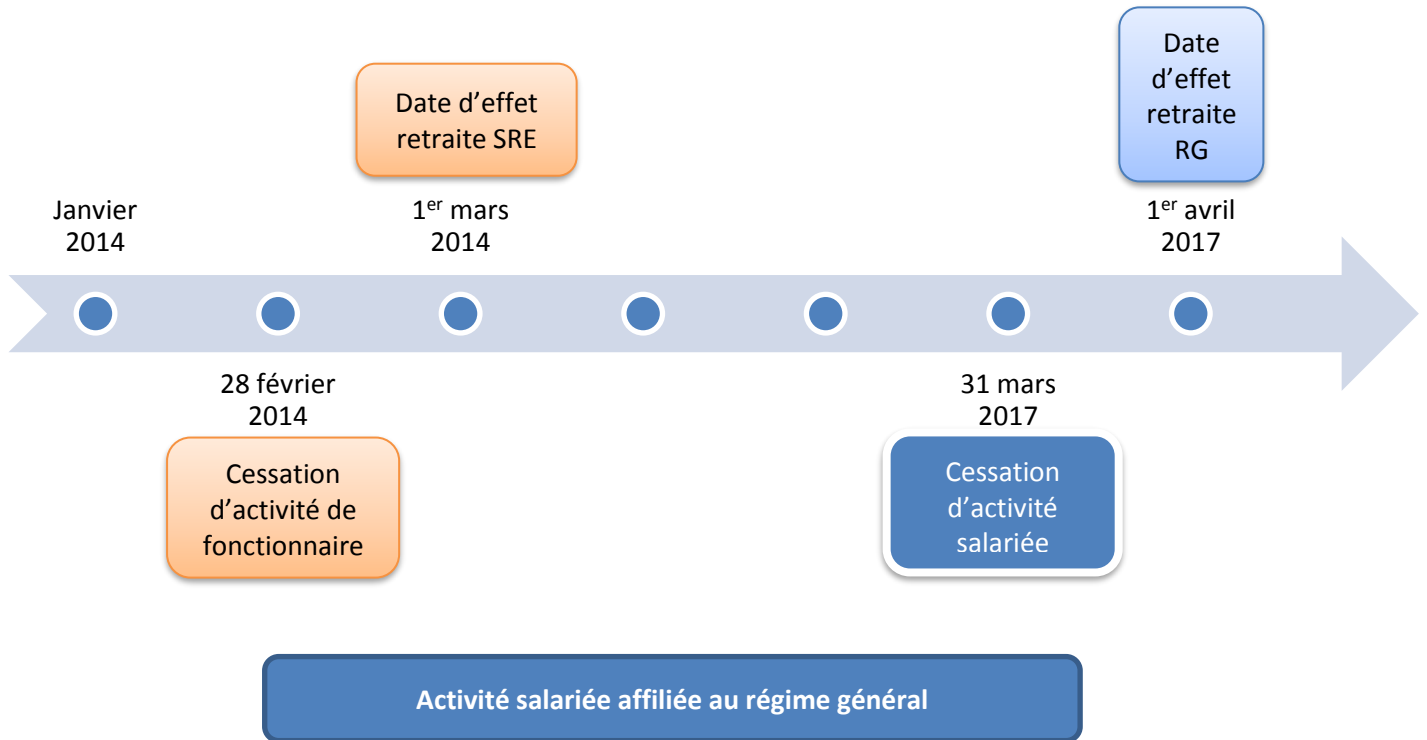 Date
d’effet
retraite
RG
Date d’effet
retraite SRE
Janvier
2014
1er mars
2014
1er avril
2017
28 février
2014
31 mars
2017
Cessation
d’activité de
fonctionnaire
Cessation
d’activité
salariée
Activité salariée affiliée au régime général